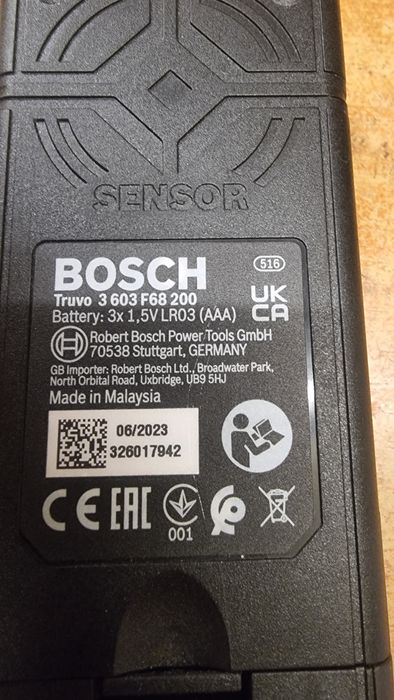 SENSOR
BOSCH
516
Truvo 3 603 F68 200
Battery: 3x 1,5V LR03 (AAA)
UK
CA
Robert Bosch Power Tools GmbH
70538 Stuttgart, GERMANY
GB Importer: Robert Bosch Ltd., Broadwater Park,
North Orbital Road, Uxbridge, UB9 5HJ
Made in Malaysia
06/2023
326017942
CE EAC
001